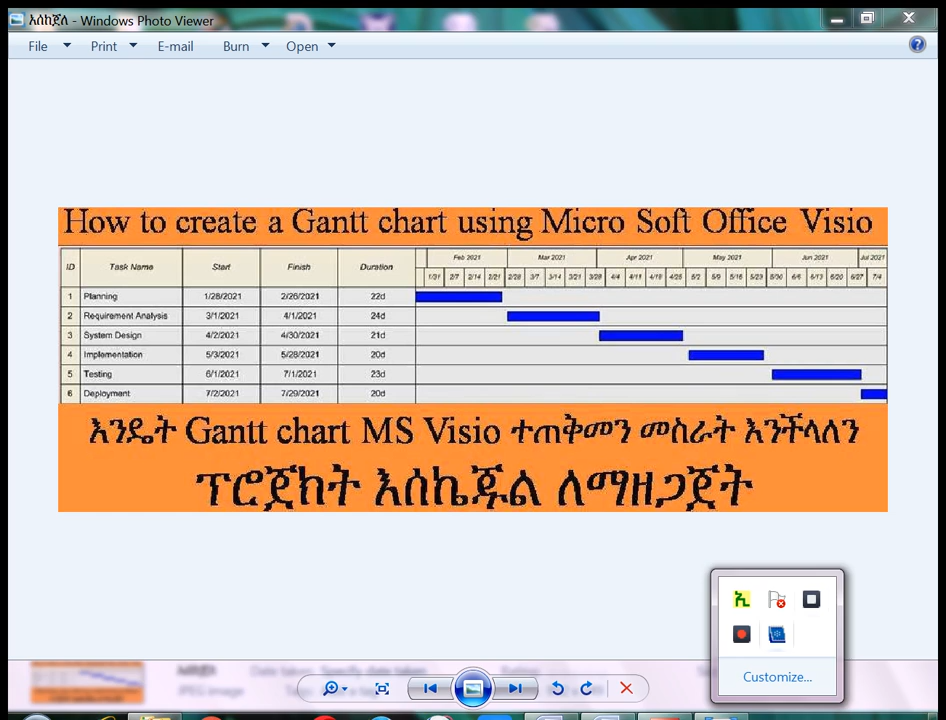 አስከጀለ - Windows Photo Viewer
File Print E-mail Burn Open
How to create a Gantt chart using Micro Soft Office Visio
ID Task Name Start Finish Duration
Feb 2021 Mar 2021 Apr 2021 May 2021 Jun 2021 Jul 2021
1/31 2/7 2/14 2/21 2/28 3/7 3/14 3/21 3/28 4/4 4/11 4/18 4/25 5/2 5/9 5/16 5/23 5/30 6/6 6/13 6/20 6/27 7/4
1 Planning 1/28/2021 2/26/2021 22d
2 Requirement Analysis 3/1/2021 4/1/2021 24d
3 System Design 4/2/2021 4/30/2021 21d
4 Implementation 5/3/2021 5/28/2021 20d
5 Testing 6/1/2021 7/1/2021 23d
6 Deployment 7/2/2021 7/29/2021 20d
እንዴት Gantt chart MS Visio ተጠቅመን መስራት እንችላለን
ፕሮጀክት እሰኬጁል ለማዘጋጀት
ኢ
Customize...
JPEG image